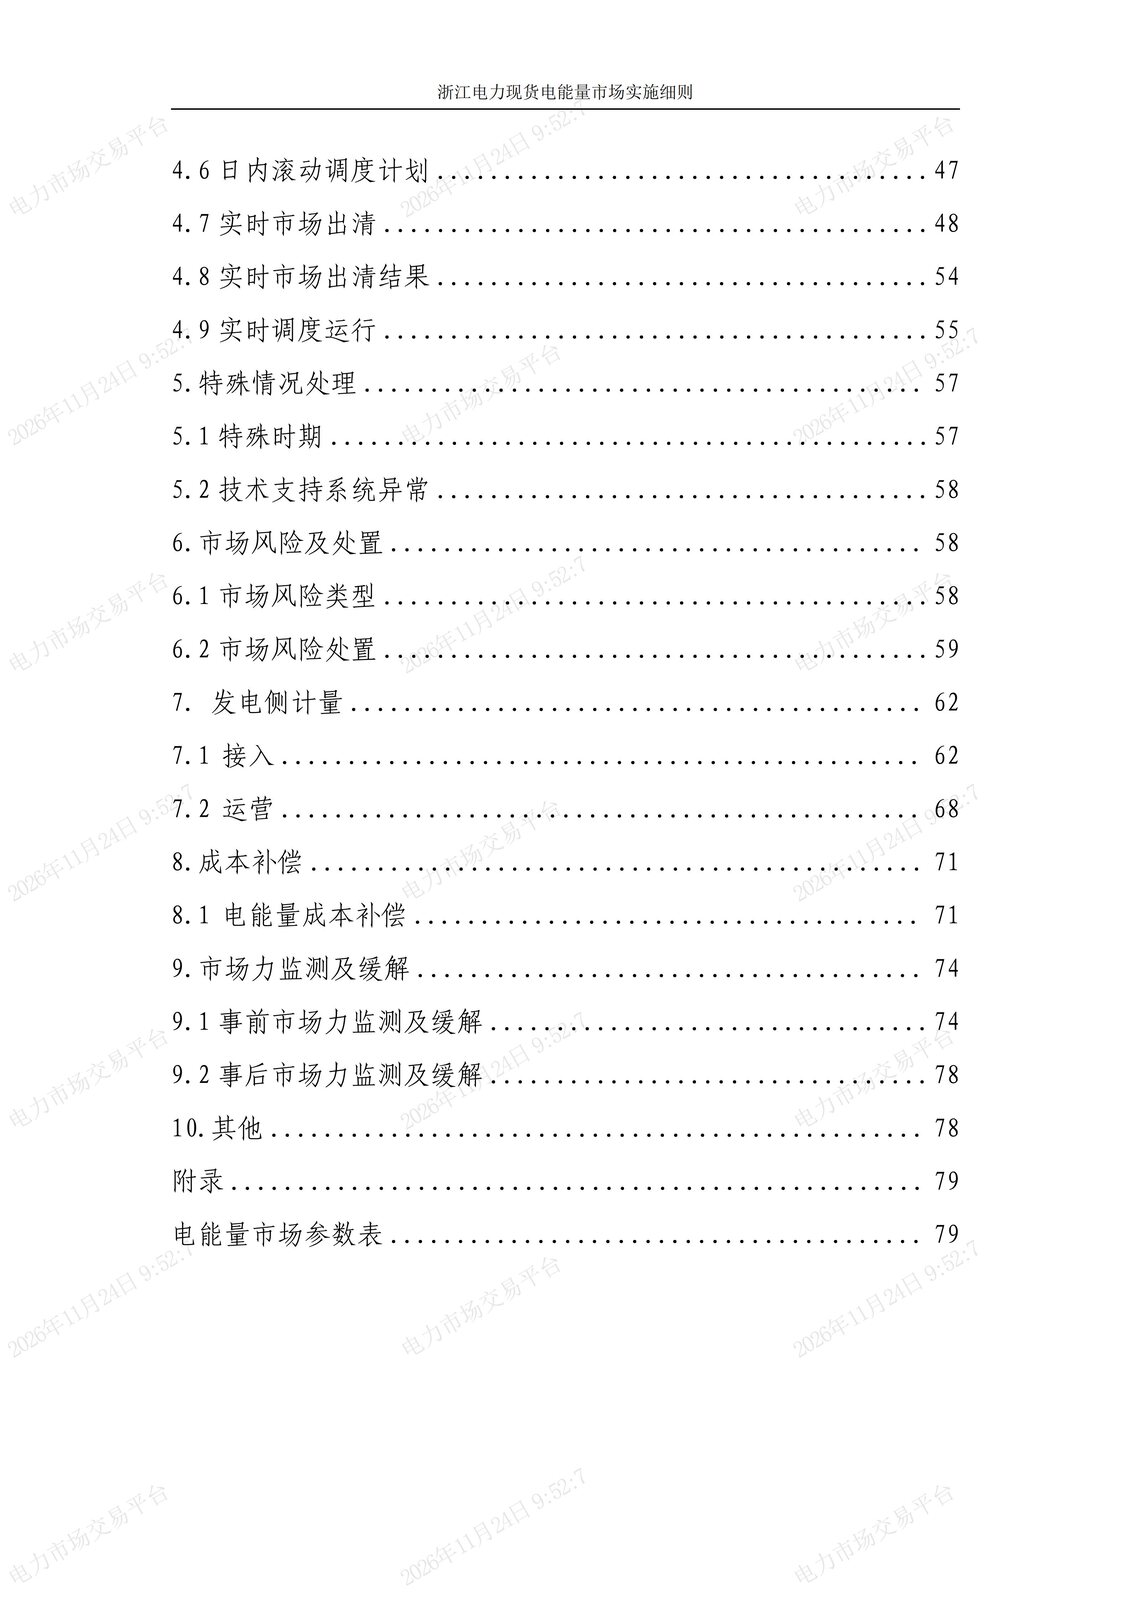 浙江电力现货电能量市场实施细则
4.6日内滚动调度计划......................................47
4.7实时市场出清..........................................48
4.8实时市场出清结果......................................54
4.9实时调度运行..........................................55
5.特殊情况处理.......................................... 57
5.1特殊时期..............................................57
5.2技术支持系统异常......................................58
6.市场风险及处置........................................ 58
6.1市场风险类型..........................................58
6.2市场风险处置..........................................59
7. 发电侧计量........................................... 62
7.1 接入................................................ 62
7.2 运营................................................ 68
8.成本补偿.............................................. 71
8.1 电能量成本补偿...................................... 71
9.市场力监测及缓解...................................... 74
9.1事前市场力监测及缓解..................................74
9.2事后市场力监测及缓解..................................78
10.其他................................................. 78
附录.................................................... 79
电能量市场参数表........................................ 79
电力市场交易平台
2026年11月24日 9:52:7